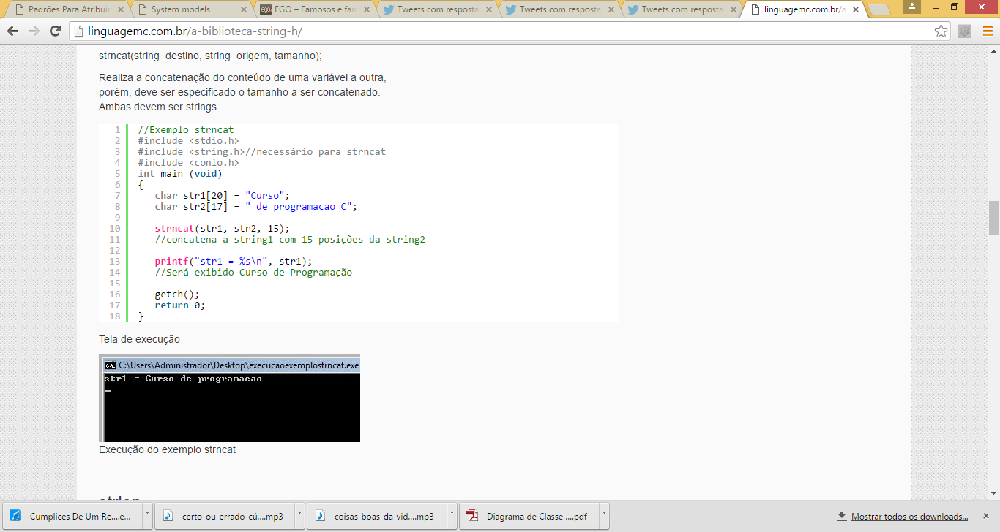 Padrões Para Atribuir
System models
EGO – Famosos e fam
Tweets com resposta
Tweets com resposta
Tweets com resposta
linguagemc.com.br/a
linguagemc.com.br/a-biblioteca-string-h/
strncat(string_destino, string_origem, tamanho);
Realiza a concatenação do conteúdo de uma variável a outra,
porém, deve ser especificado o tamanho a ser concatenado.
Ambas devem ser strings.
1 //Exemplo strncat
2 #include <stdio.h>
3 #include <string.h>//necessário para strncat
4 #include <conio.h>
5 int main (void)
6 {
7 char str1[20] = "Curso";
8 char str2[17] = " de programacao C";
9
10 strncat(str1, str2, 15);
11 //concatena a string1 com 15 posições da string2
12
13 printf("str1 = %s\n", str1);
14 //Será exibido Curso de Programação
15
16 getch();
17 return 0;
18 }
Tela de execução
C:\Users\Administrador\Desktop\execucaoexemplostrncat.exe
str1 = Curso de programacao
Execução do exemplo strncat
strlen
Cumplices De Um Re....e...
certo-ou-errado-cú....mp3
coisas-boas-da-vid....mp3
Diagrama de Classe ....pdf
Mostrar todos os downloads...